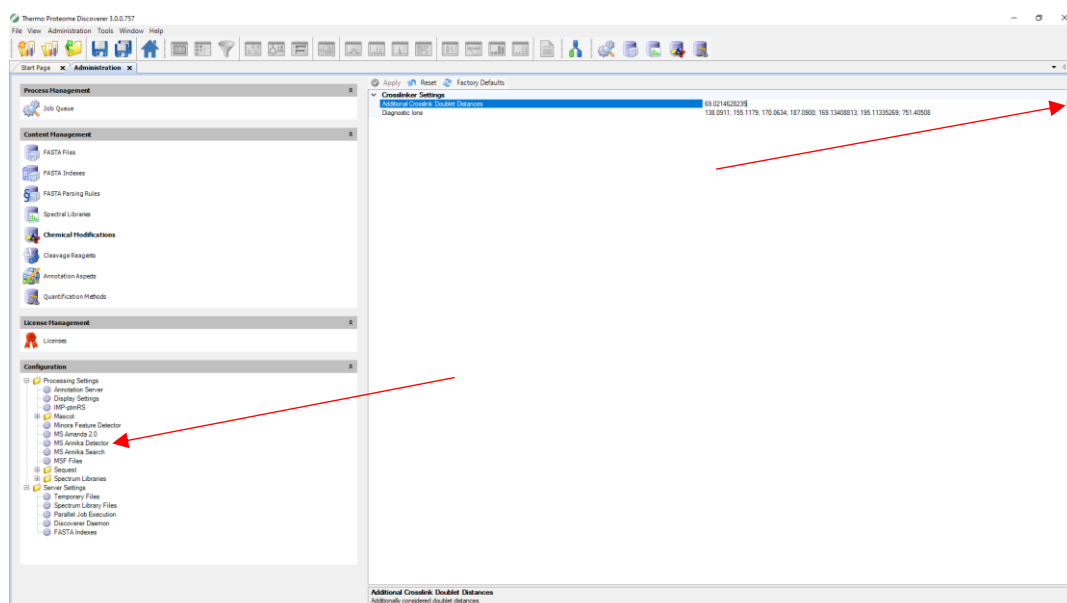 Thermo Proteome Discoverer 3.0.0.757
File View Administration Tools Window Help
Start Page x Administration x
Process Management
Job Queue
Content Management
FASTA Files
FASTA Indexes
FASTA Parsing Rules
Spectral Libraries
Chemical Modifications
Cleavage Reagents
Annotation Aspects
Quantification Methods
License Management
Licenses
Configuration
Processing Settings
Annotation Server
Display Settings
IMP-ptmRS
Mascot
Minora Feature Detector
MS Amanda 2.0
MS Annika Detector
MS Annika Search
MSF Files
Sequest
Spectrum Libraries
Server Settings
Temporary Files
Spectrum Library Files
Parallel Job Execution
Discoverer Daemon
FASTA Indexes
Apply Reset Factory Defaults
Crosslinker Settings
Additional Crosslink Doublet Distances 69.0214628235
Diagnostic Ions 138.0911; 155.1179; 170.0634; 187.0900; 169.13408813; 195.11335269; 751.40508
Additional Crosslink Doublet Distances
Additionally considered doublet distances.